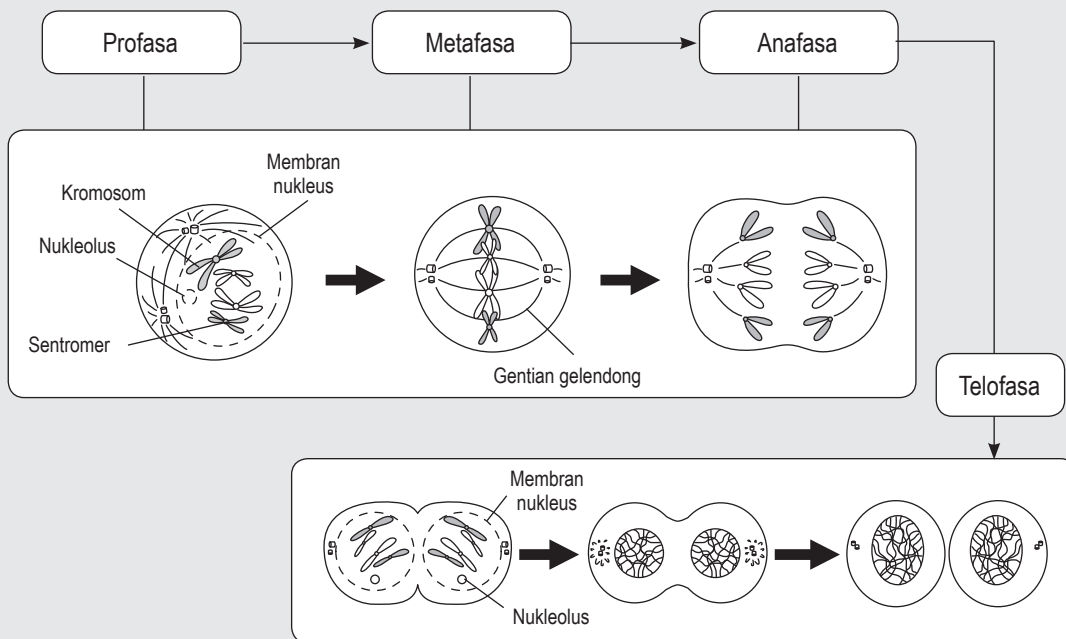 Profasa
Metafasa
Anafasa
Kromosom
Membran
nukleus
Nukleolus
Sentromer
Gentian gelendong
Telofasa
Membran
nukleus
Nukleolus